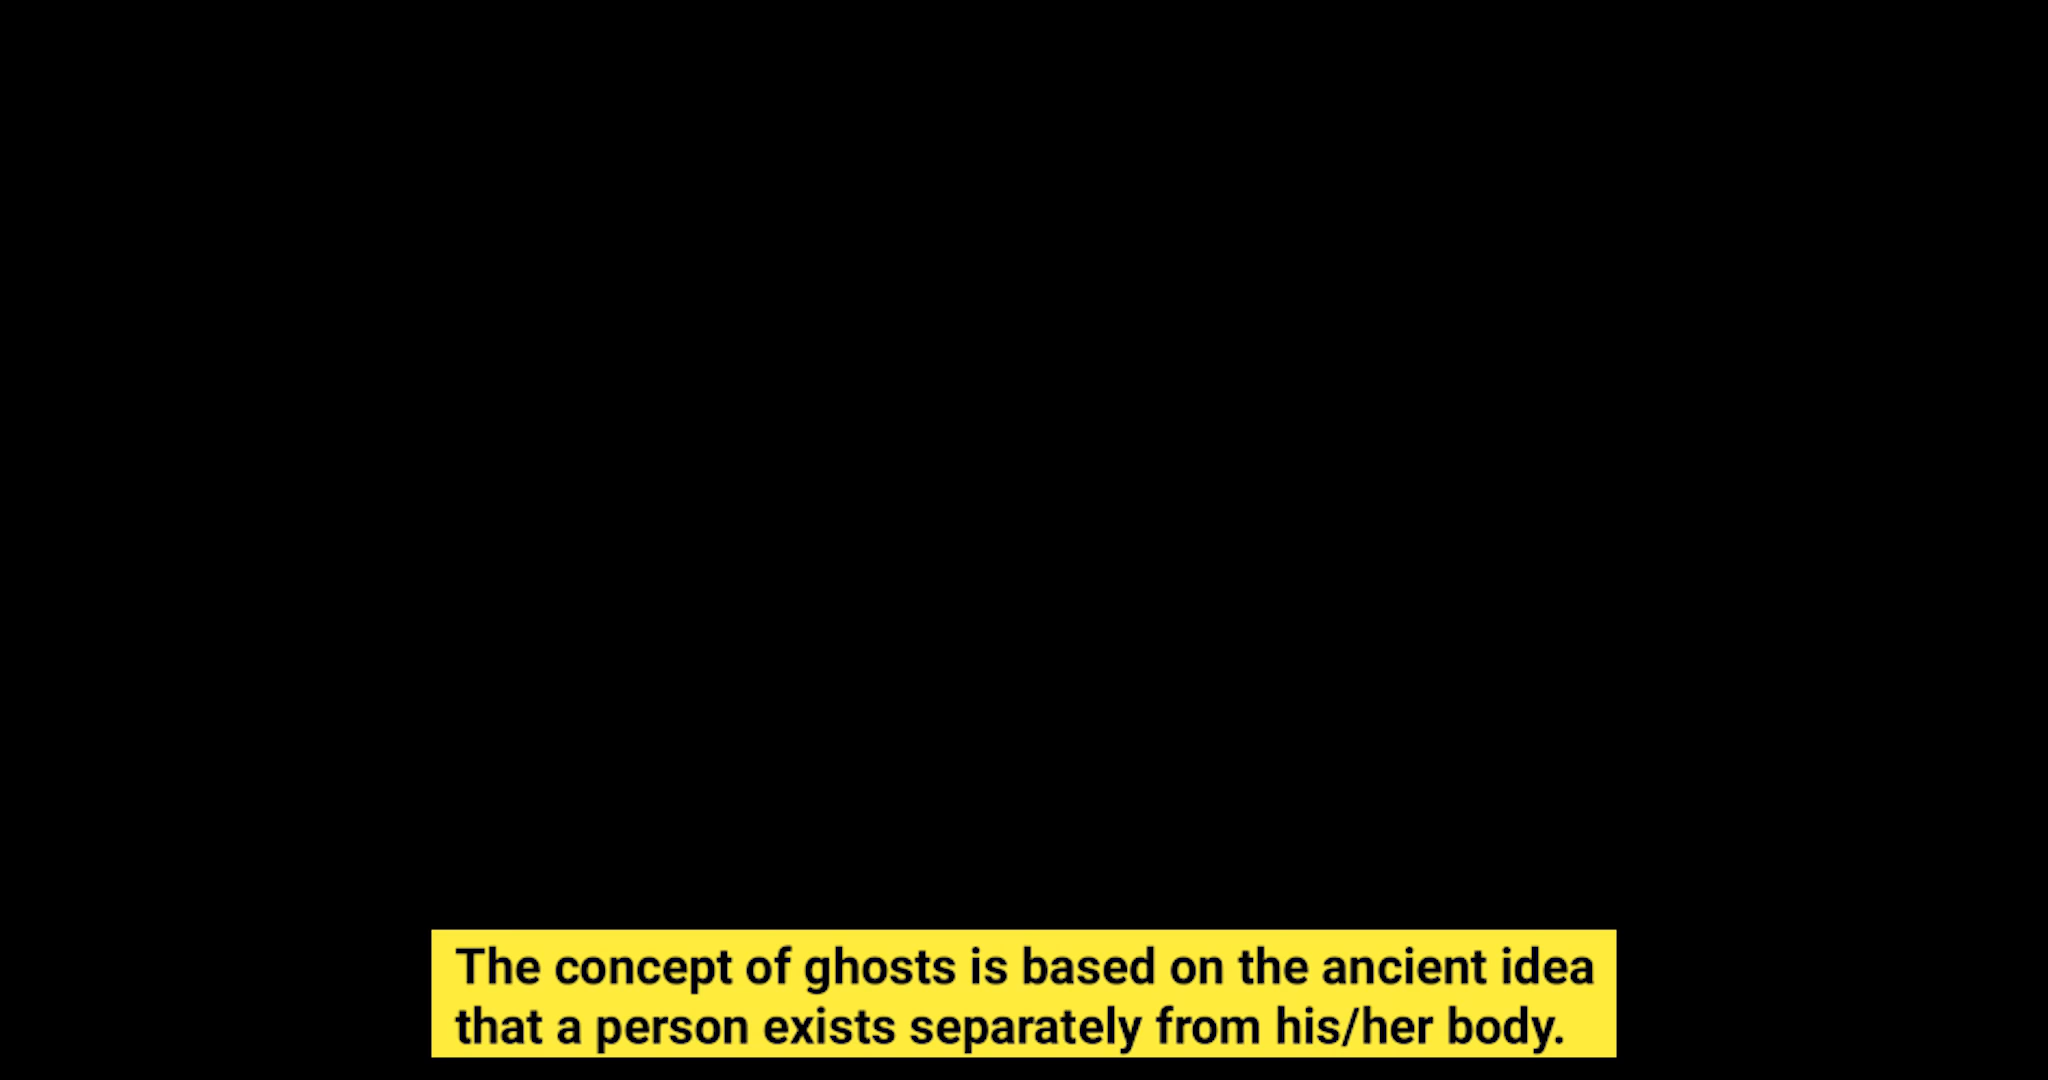 The concept of ghosts is based on the ancient idea
that a person exists separately from his/her body.